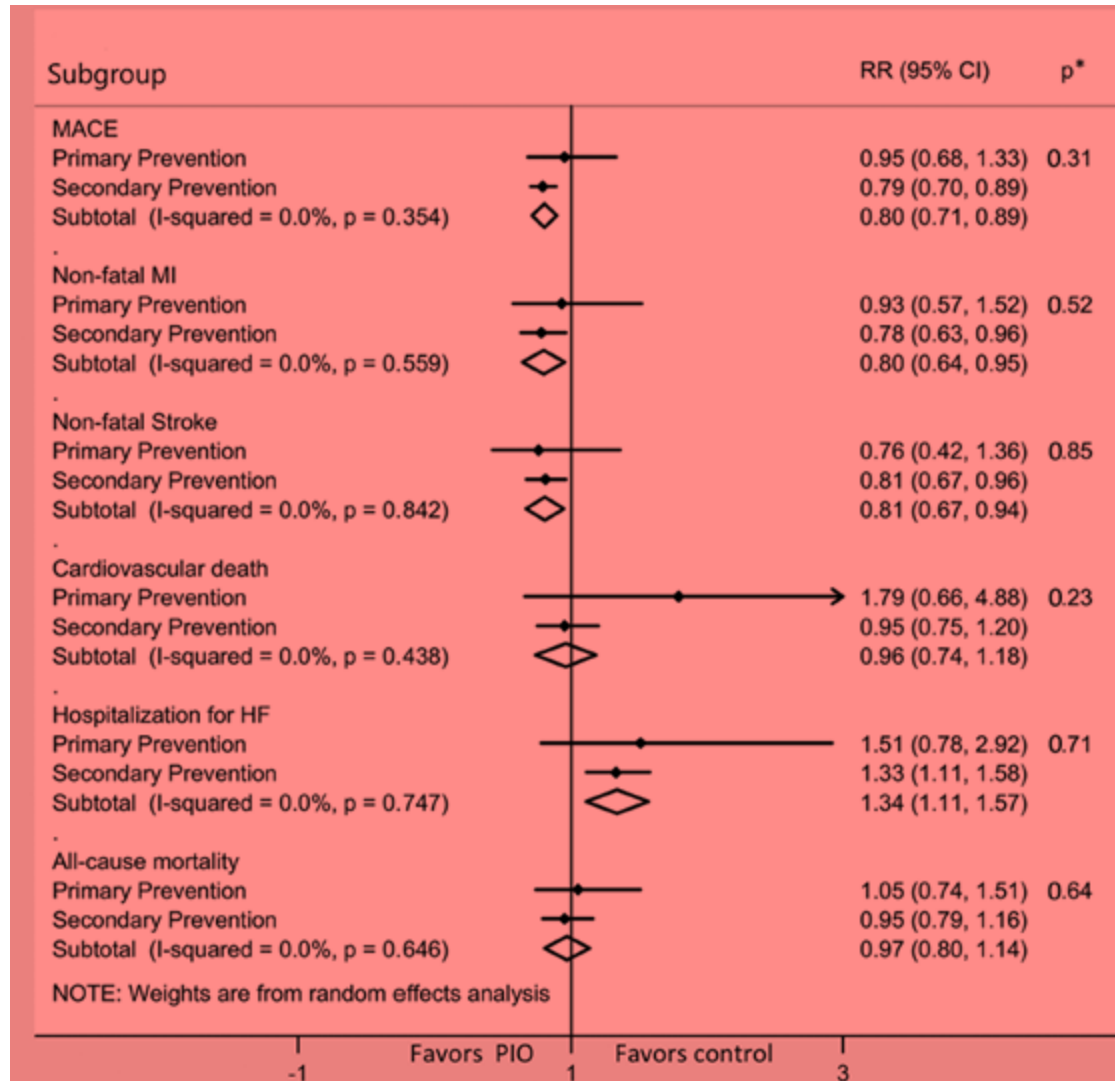 Subgroup RR (95% CI) p*
MACE
Primary Prevention 0.95 (0.68, 1.33) 0.31
Secondary Prevention 0.79 (0.70, 0.89)
Subtotal (I-squared = 0.0%, p = 0.354) 0.80 (0.71, 0.89)
.
Non-fatal MI
Primary Prevention 0.93 (0.57, 1.52) 0.52
Secondary Prevention 0.78 (0.63, 0.96)
Subtotal (I-squared = 0.0%, p = 0.559) 0.80 (0.64, 0.95)
.
Non-fatal Stroke
Primary Prevention 0.76 (0.42, 1.36) 0.85
Secondary Prevention 0.81 (0.67, 0.96)
Subtotal (I-squared = 0.0%, p = 0.842) 0.81 (0.67, 0.94)
.
Cardiovascular death
Primary Prevention 1.79 (0.66, 4.88) 0.23
Secondary Prevention 0.95 (0.75, 1.20)
Subtotal (I-squared = 0.0%, p = 0.438) 0.96 (0.74, 1.18)
.
Hospitalization for HF
Primary Prevention 1.51 (0.78, 2.92) 0.71
Secondary Prevention 1.33 (1.11, 1.58)
Subtotal (I-squared = 0.0%, p = 0.747) 1.34 (1.11, 1.57)
.
All-cause mortality
Primary Prevention 1.05 (0.74, 1.51) 0.64
Secondary Prevention 0.95 (0.79, 1.16)
Subtotal (I-squared = 0.0%, p = 0.646) 0.97 (0.80, 1.14)
NOTE: Weights are from random effects analysis
Favors PIO Favors control
-1 1 3